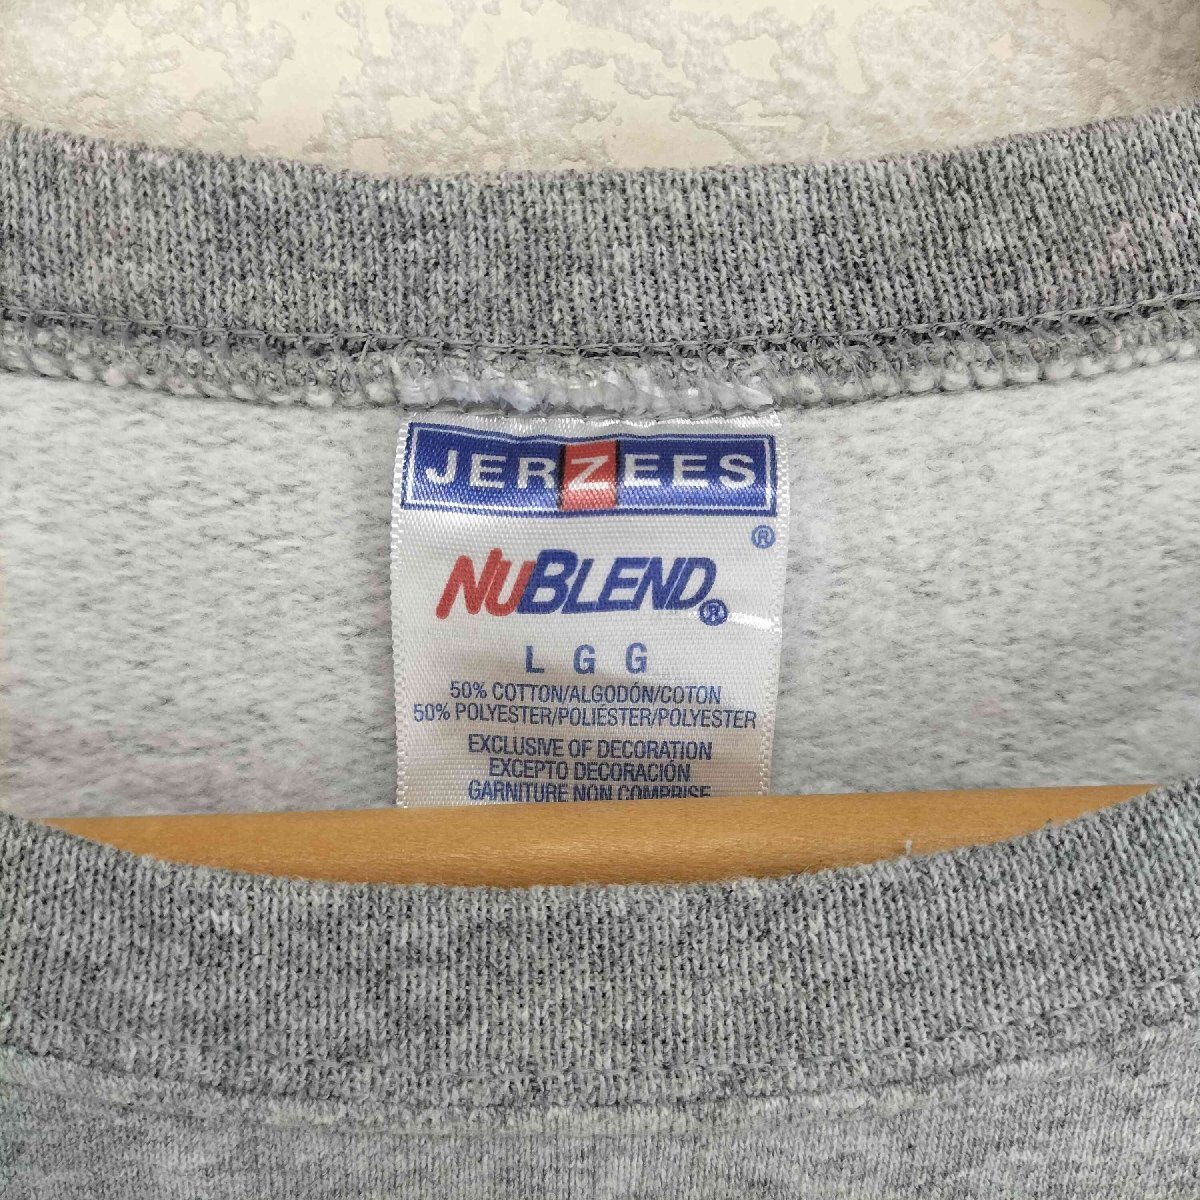 JERZEES
®
NUBLEND®
L G G
50% COTTON/ALGODÓN/COTON
50% POLYESTER/POLIÉSTER/POLYESTER
EXCLUSIVE OF DECORATION
EXCEPTO DECORACIÓN
GARNITURE NON COMPRISE